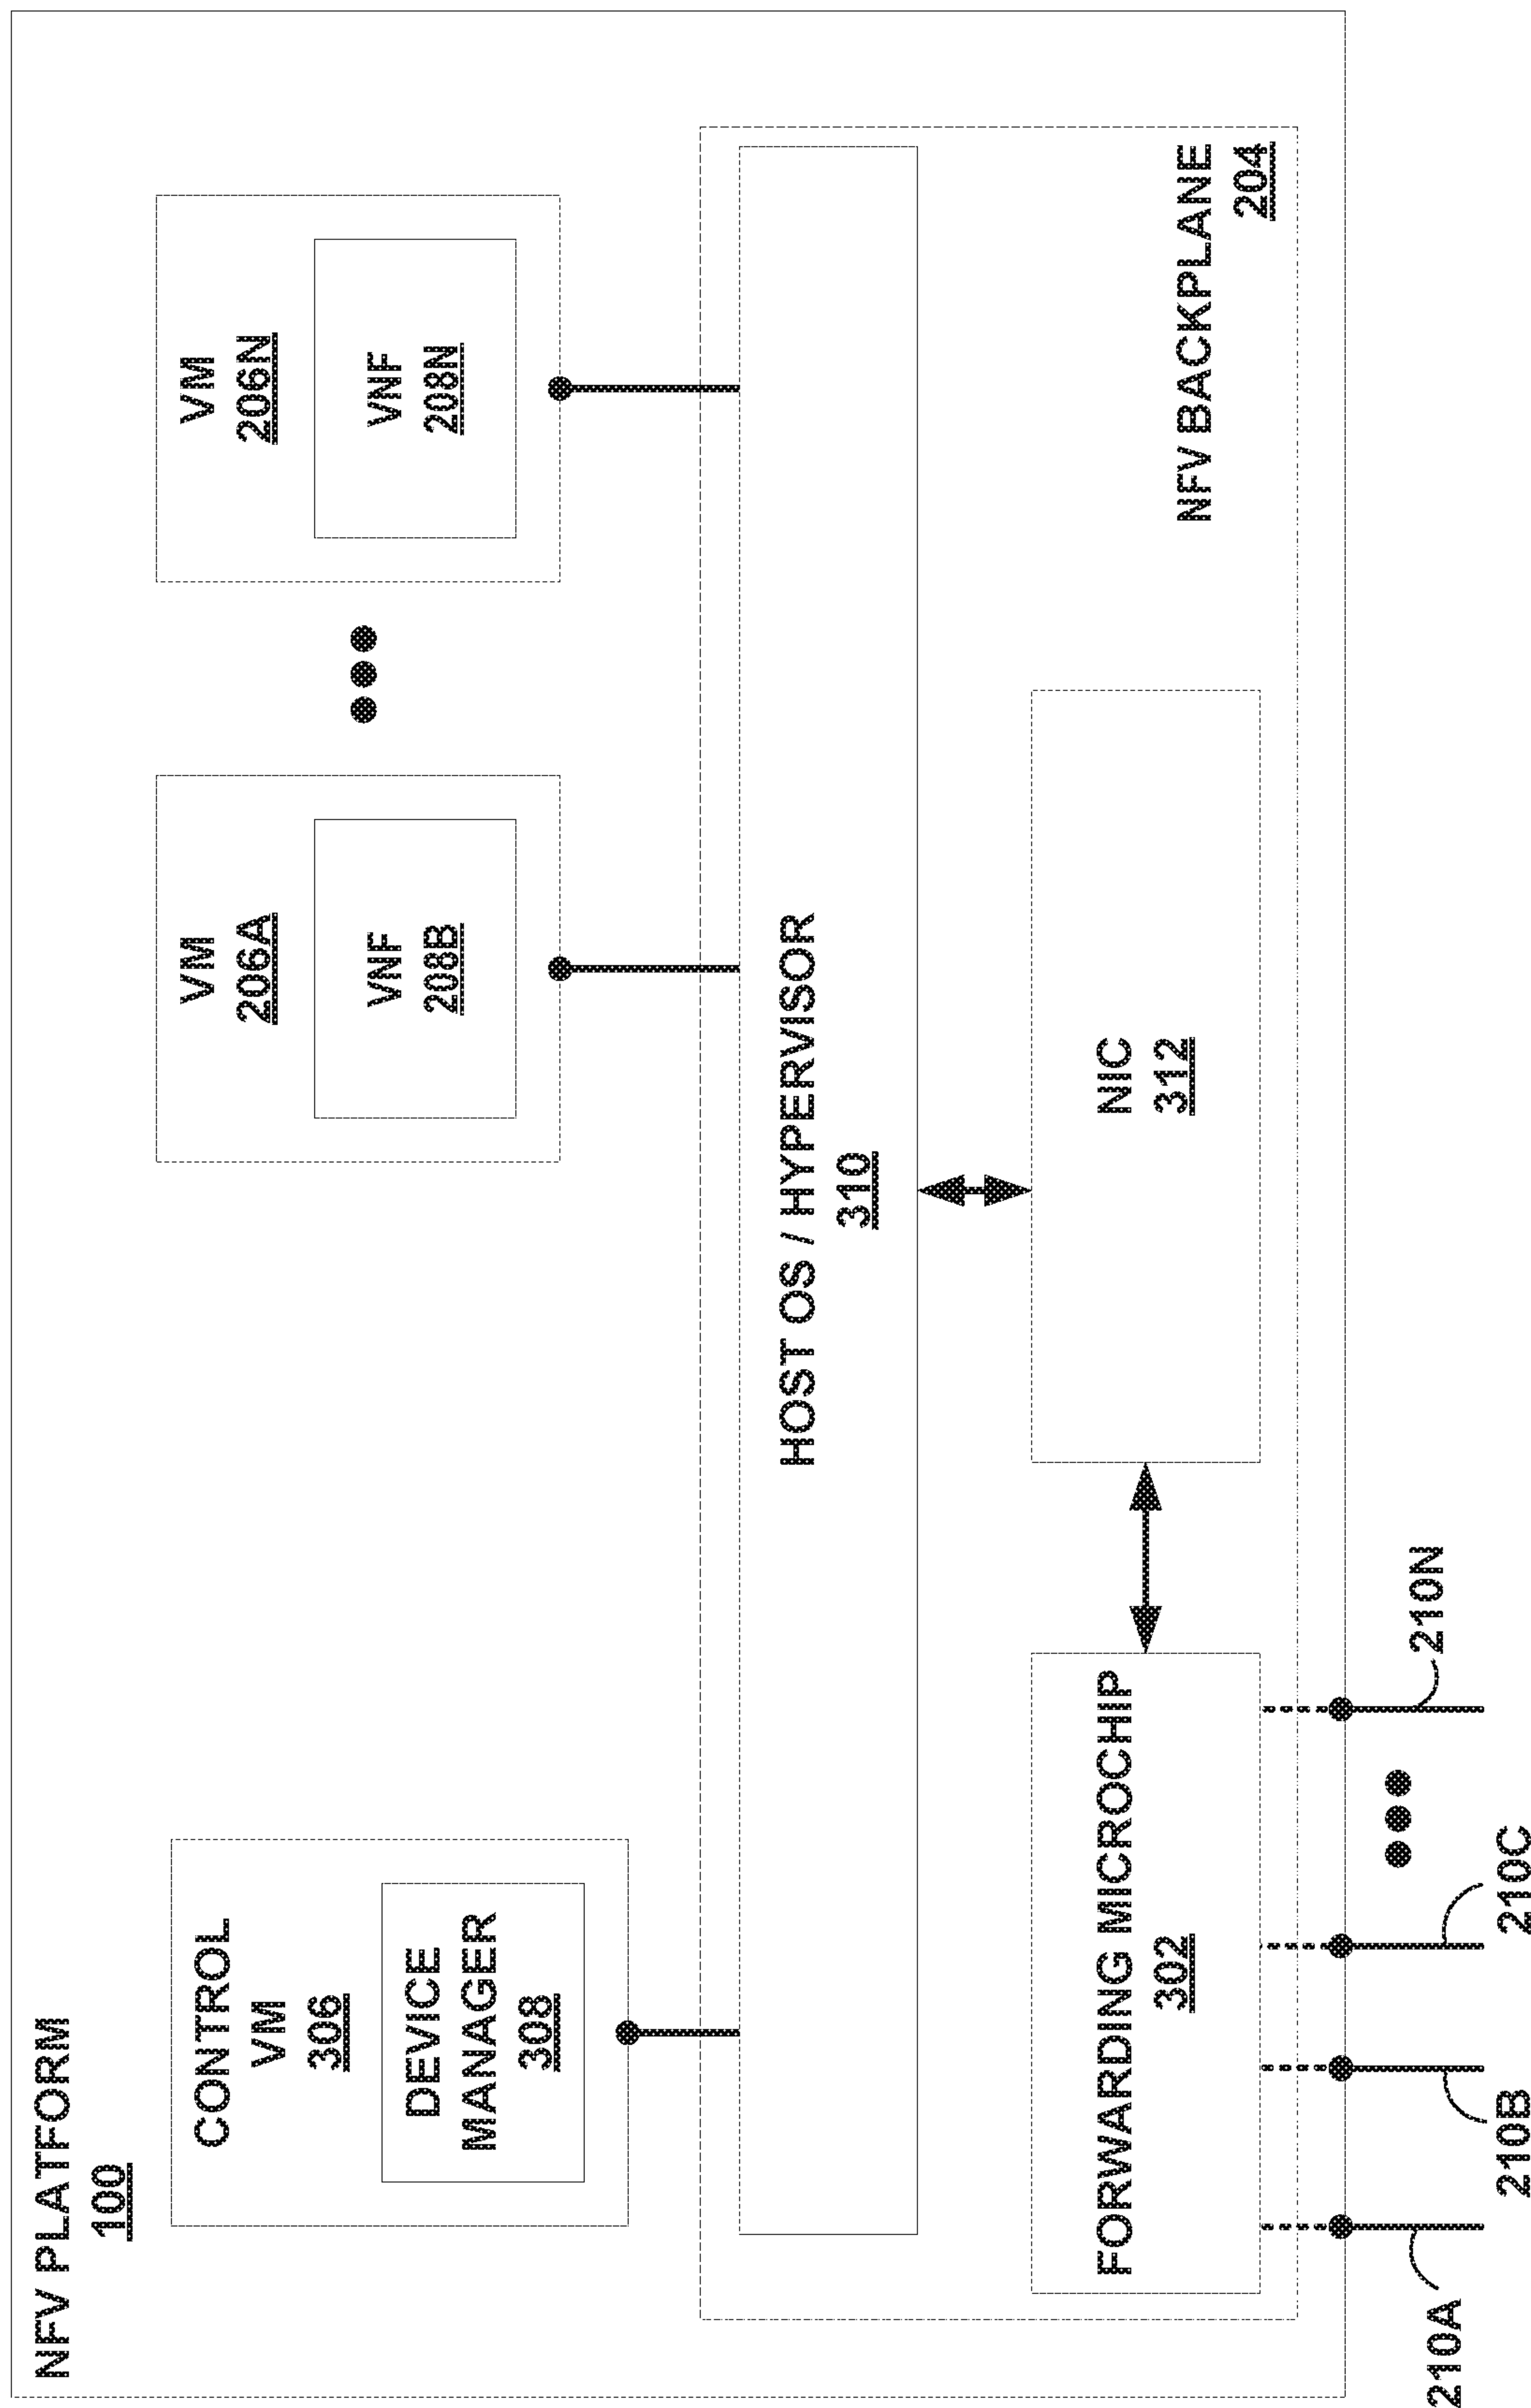 NFV PLATFORM
100
CONTROL
VM
306
DEVICE
MANAGER
308
VM
206A
VNF
208B
VM
206N
VNF
208N
HOST OS / HYPERVISOR
310
FORWARDING MICROCHIP
302
NIC
312
NFV BACKPLANE
204
210A
210B
210C
210N